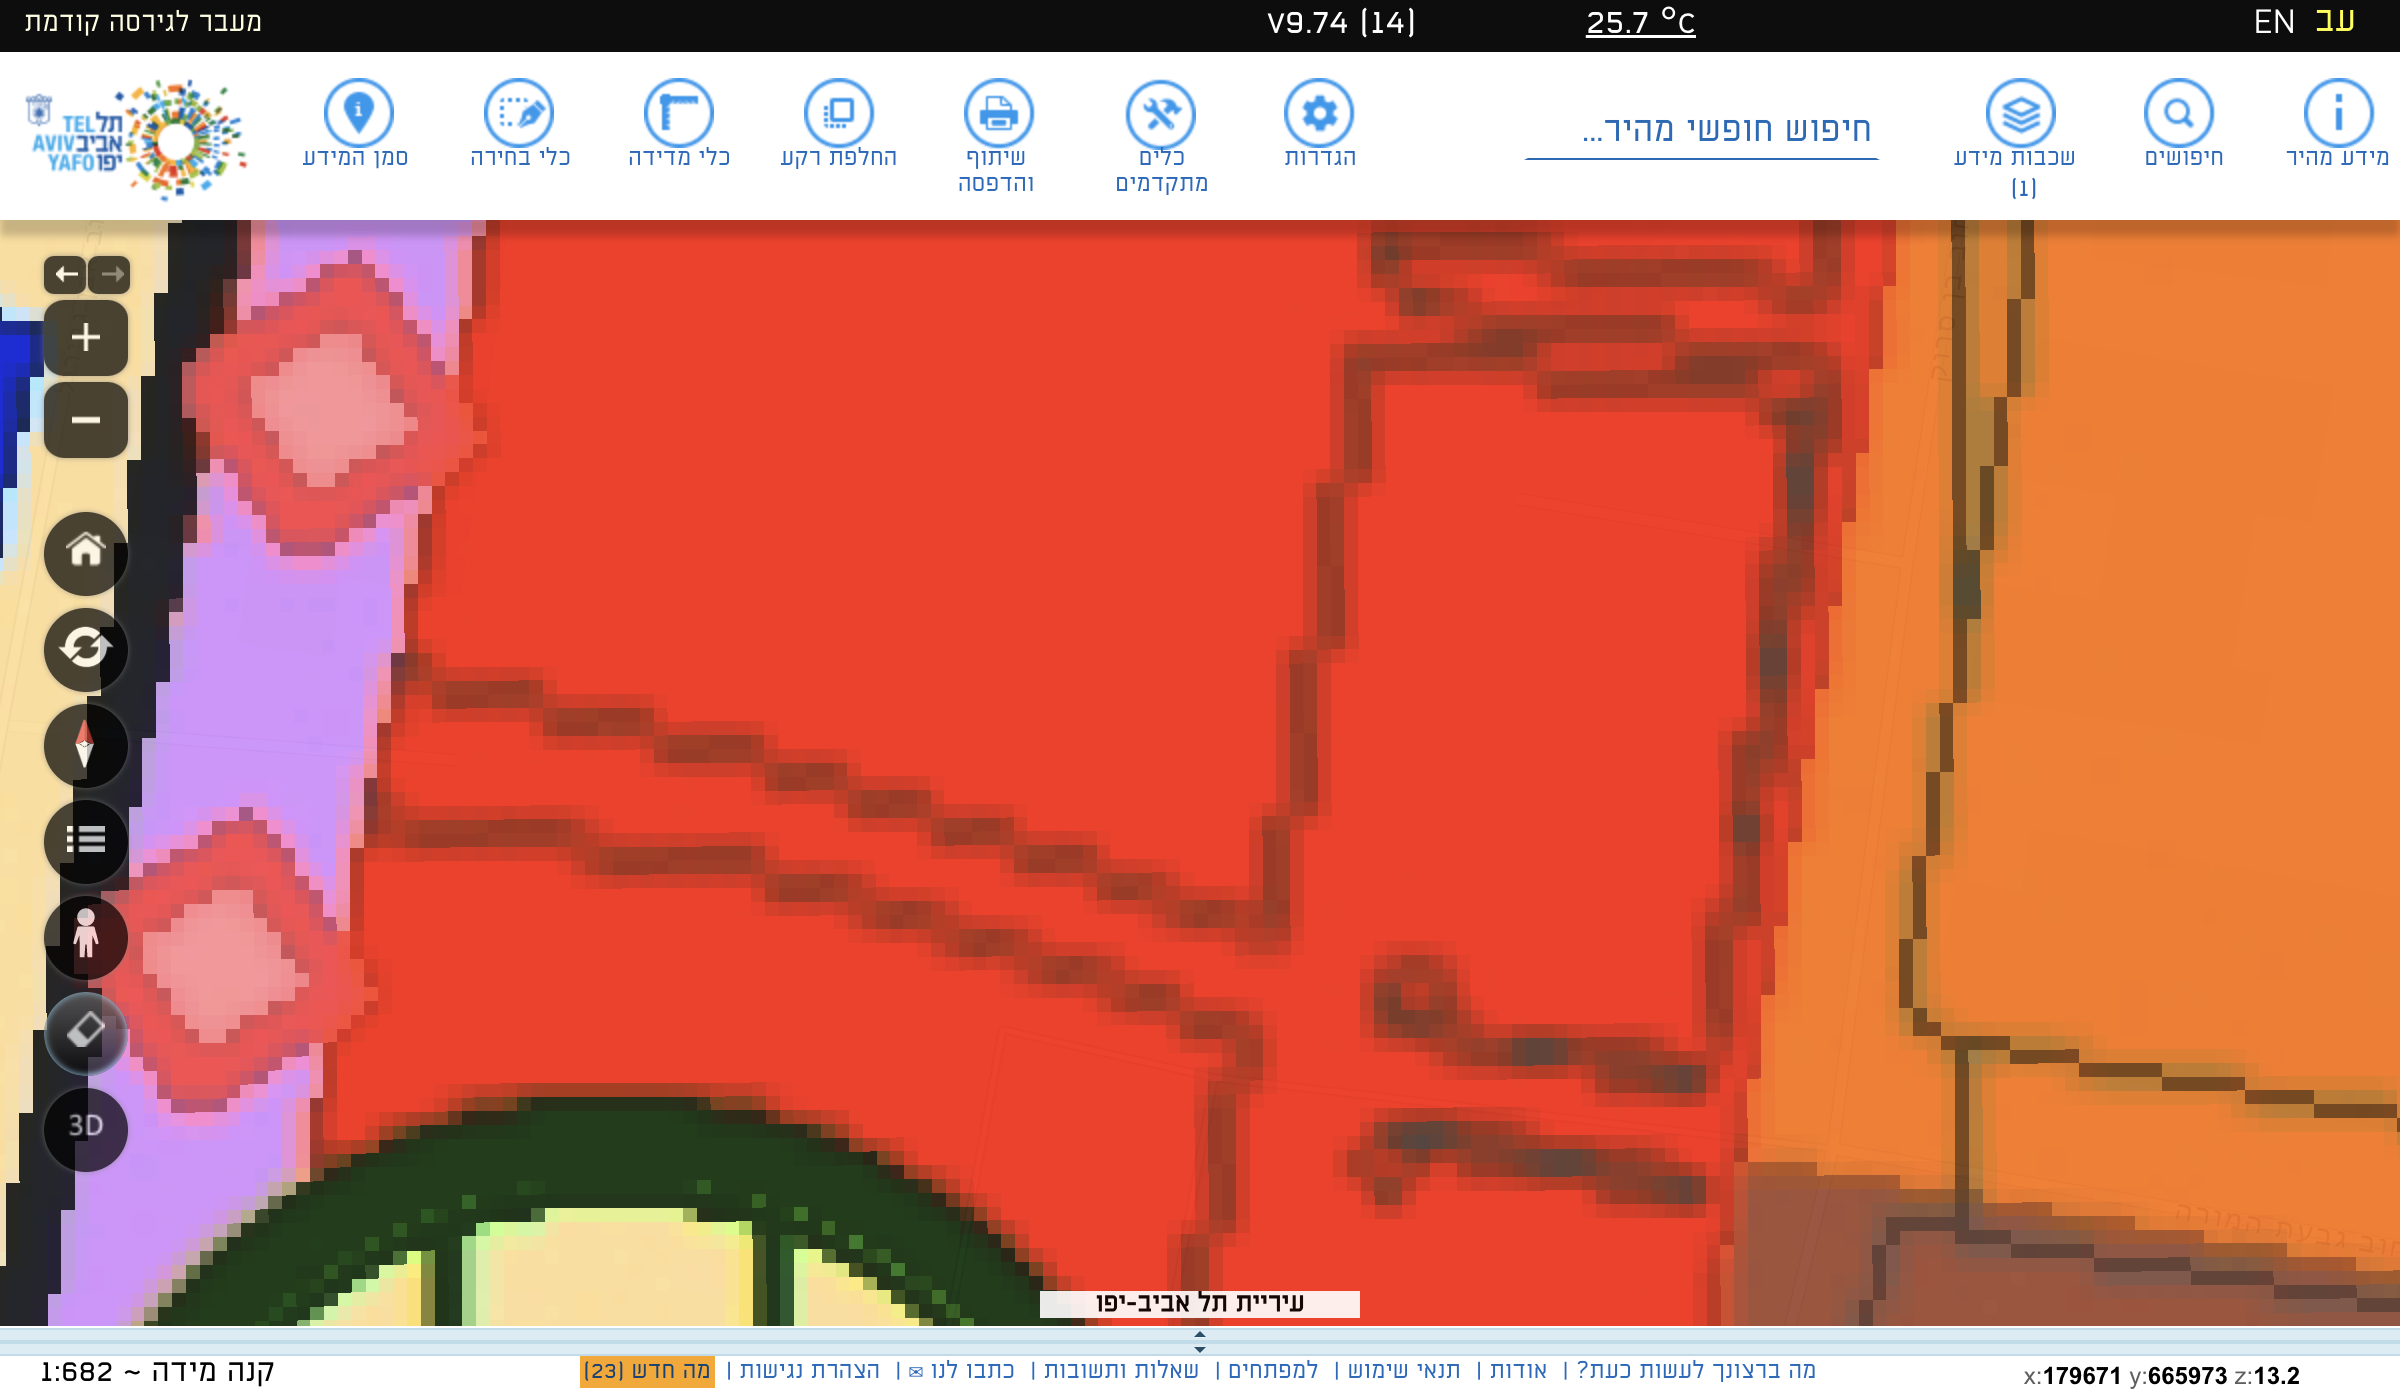 עב EN
25.7 °C
V9.74 (14)
מעבר לגירסה קודמת
מידע מהיר
חיפושים
שכבות מידע
(1)
חיפוש חופשי מהיר...
הגדרות
כלים
מתקדמים
שיתוף
והדפסה
החלפת רקע
כלי מדידה
כלי בחירה
סמן המידע
תל אביב יפו
TEL AVIV YAFO
3D
עיריית תל אביב-יפו
x:179671 y:665973 z:13.2
מה ברצונך לעשות כעת? | אודות | תנאי שימוש | למפתחים | שאלות ותשובות | כתבו לנו ✉ | הצהרת נגישות | מה חדש (23)
קנה מידה ~ 1:682